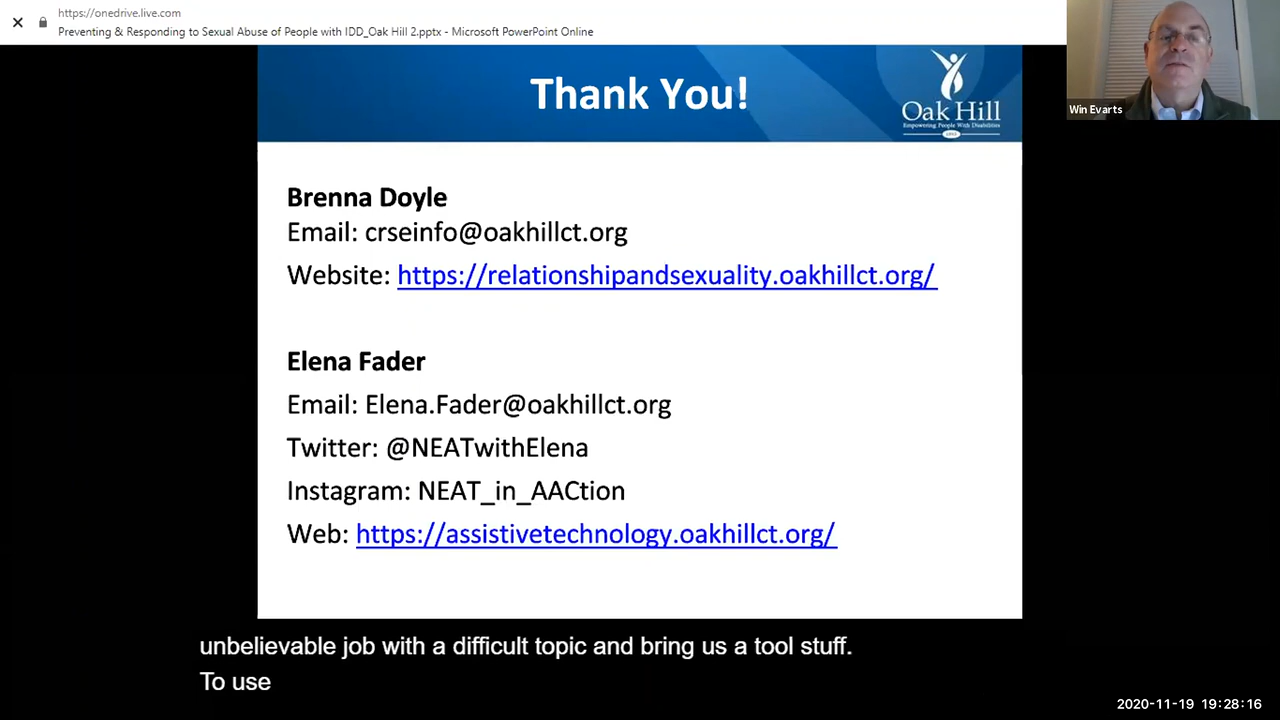 https://onedrive.live.com
Preventing & Responding to Sexual Abuse of People with IDD_Oak Hill 2.pptx - Microsoft PowerPoint Online
Win Evarts
Thank You!
Oak Hill
Empowering People With Disabilities
Brenna Doyle
Email: crseinfo@oakhillct.org
Website: https://relationshipandsexuality.oakhillct.org/
Elena Fader
Email: Elena.Fader@oakhillct.org
Twitter: @NEATwithElena
Instagram: NEAT_in_AACtion
Web: https://assistivetechnology.oakhillct.org/
unbelievable job with a difficult topic and bring us a tool stuff.
To use
2020-11-19 19:28:16